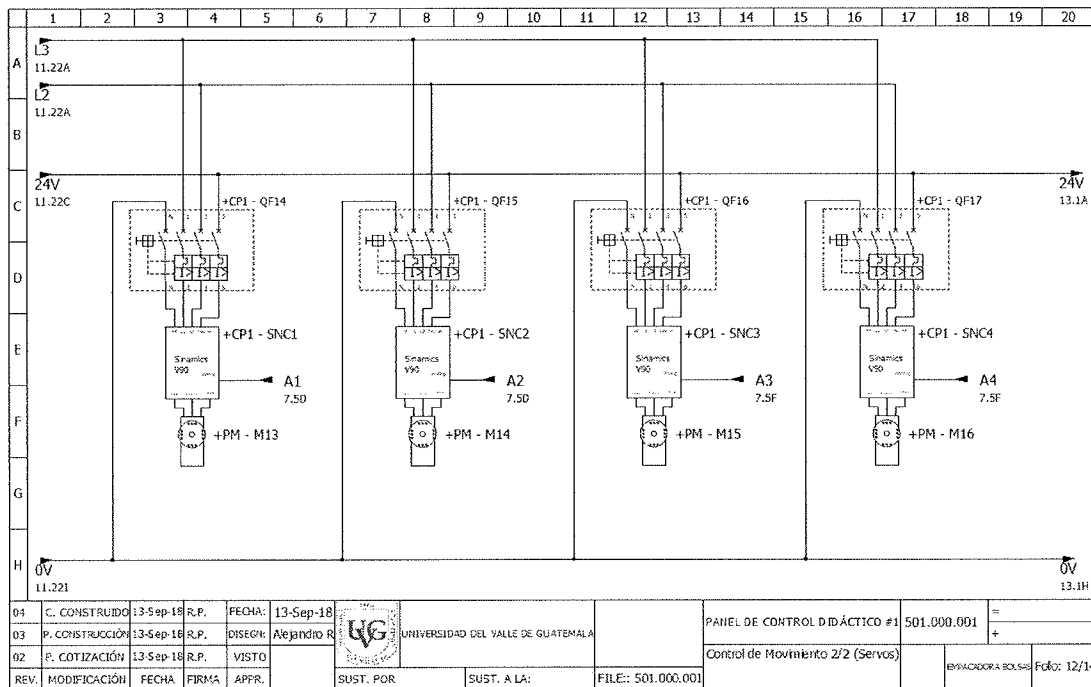 1 2 3 4 5 6 7 8 9 10 11 12 13 14 15 16 17 18 19 20
A
L3
11.22A
L2
11.22A
B
24V
11.22C
24V
13.1A
C
+CP1 - QF14
+CP1 - QF15
+CP1 - QF16
+CP1 - QF17
D
E
+CP1 - SNC1
+CP1 - SNC2
+CP1 - SNC3
+CP1 - SNC4
Sinamics
V90
Sinamics
V90
Sinamics
V90
Sinamics
V90
A1
7.5D
A2
7.5D
A3
7.5F
A4
7.5F
F
+PM - M13
+PM - M14
+PM - M15
+PM - M16
G
H
0V
11.22I
0V
13.1H
04 C. CONSTRUIDO 13-Sep-18 R.P. FECHA: 13-Sep-18
03 P. CONSTRUCCIÓN 13-Sep-18 R.P. DISEGN: Alejandro R
02 P. COTIZACIÓN 13-Sep-18 R.P. VISTO
REV. MODIFICACIÓN FECHA FIRMA APPR.
UVG
UNIVERSIDAD DEL VALLE DE GUATEMALA
SUST. POR
SUST. A LA:
FILE:: 501.000.001
PANEL DE CONTROL DIDÁCTICO #1
501.000.001
=
+
Control de Movimiento 2/2 (Servos)
EMPACADORA BOLSAS
Folio: 12/14